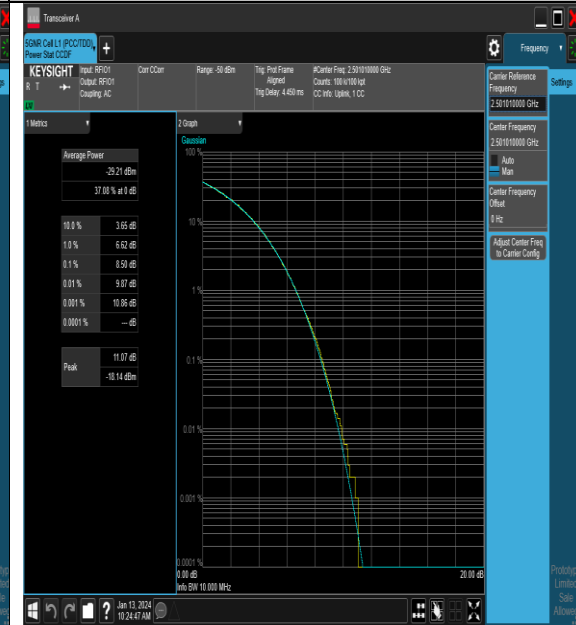 Transceiver A
5GNR Cell L1 (PCC/TDD),
Power Stat CCDF
Frequency
KEYSIGHT
R T
Input: RFIO1
Output: RFIO1
Coupling: AC
Corr CCorr
Range: -50 dBm
Trig: Prot Frame
Aligned
Trig Delay: 4.450 ms
#Center Freq: 2.501010000 GHz
Counts: 100 k/100 kpt
CC Info: Uplink, 1 CC
Carrier Reference
Frequency
2.501010000 GHz
Settings
Center Frequency
2.501010000 GHz
Auto
Man
Center Frequency
Offset
0 Hz
Adjust Center Freq
to Carrier Config
1 Metrics
Average Power
-29.21 dBm
37.08 % at 0 dB
10.0 % 3.65 dB
1.0 % 6.62 dB
0.1 % 8.50 dB
0.01 % 9.87 dB
0.001 % 10.86 dB
0.0001 % --- dB
Peak
11.07 dB
-18.14 dBm
2 Graph
Gaussian
100 %
10 %
1 %
0.1 %
0.01 %
0.001 %
0.0001 %
0.00 dB
20.00 dB
Info BW 10.000 MHz
Jan 13, 2024
10:24:47 AM
?